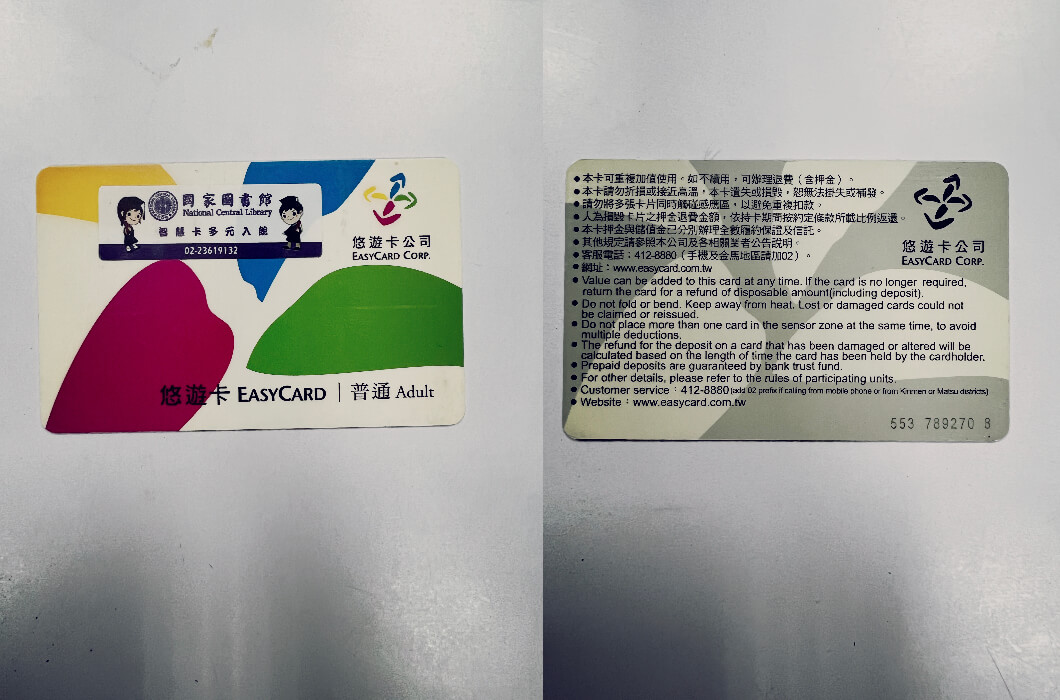 國家圖書館
National Central Library
智慧卡多元入館
02-23619132
悠遊卡公司
EASYCARD CORP.
悠遊卡 EASYCARD | 普通 Adult
●本卡可重複加值使用。如不續用，可辦理退費（含押金）。
●本卡請勿折損或接近高溫，本卡遺失或損毀，恕無法掛失或補發。
●請勿將多張卡片同時觸碰感應區，以避免重複扣款。
●人為損毀卡片之押金退費金額，依持卡期間按約定條款所載比例返還。
●本卡押金與儲值金已分別辦理全數履約保證及信託。
●其他規定請參照本公司及各相關業者公告說明。
●客服電話：412-8880（手機及金馬地區請加02）。
●網址：www.easycard.com.tw
悠遊卡公司
EASYCARD CORP.
●Value can be added to this card at any time. If the card is no longer required,
return the card for a refund of disposable amount(including deposit).
●Do not fold or bend. Keep away from heat. Lost or damaged cards could not
be claimed or reissued.
●Do not place more than one card in the sensor zone at the same time, to avoid
multiple deductions.
●The refund for the deposit on a card that has been damaged or altered will be
calculated based on the length of time the card has been held by the cardholder.
●Prepaid deposits are guaranteed by bank trust fund.
●For other details, please refer to the rules of participating units.
●Customer service：412-8880 (add 02 prefix if calling from mobile phone or from Kinmen or Matsu districts)
●Website：www.easycard.com.tw
553 789270 8